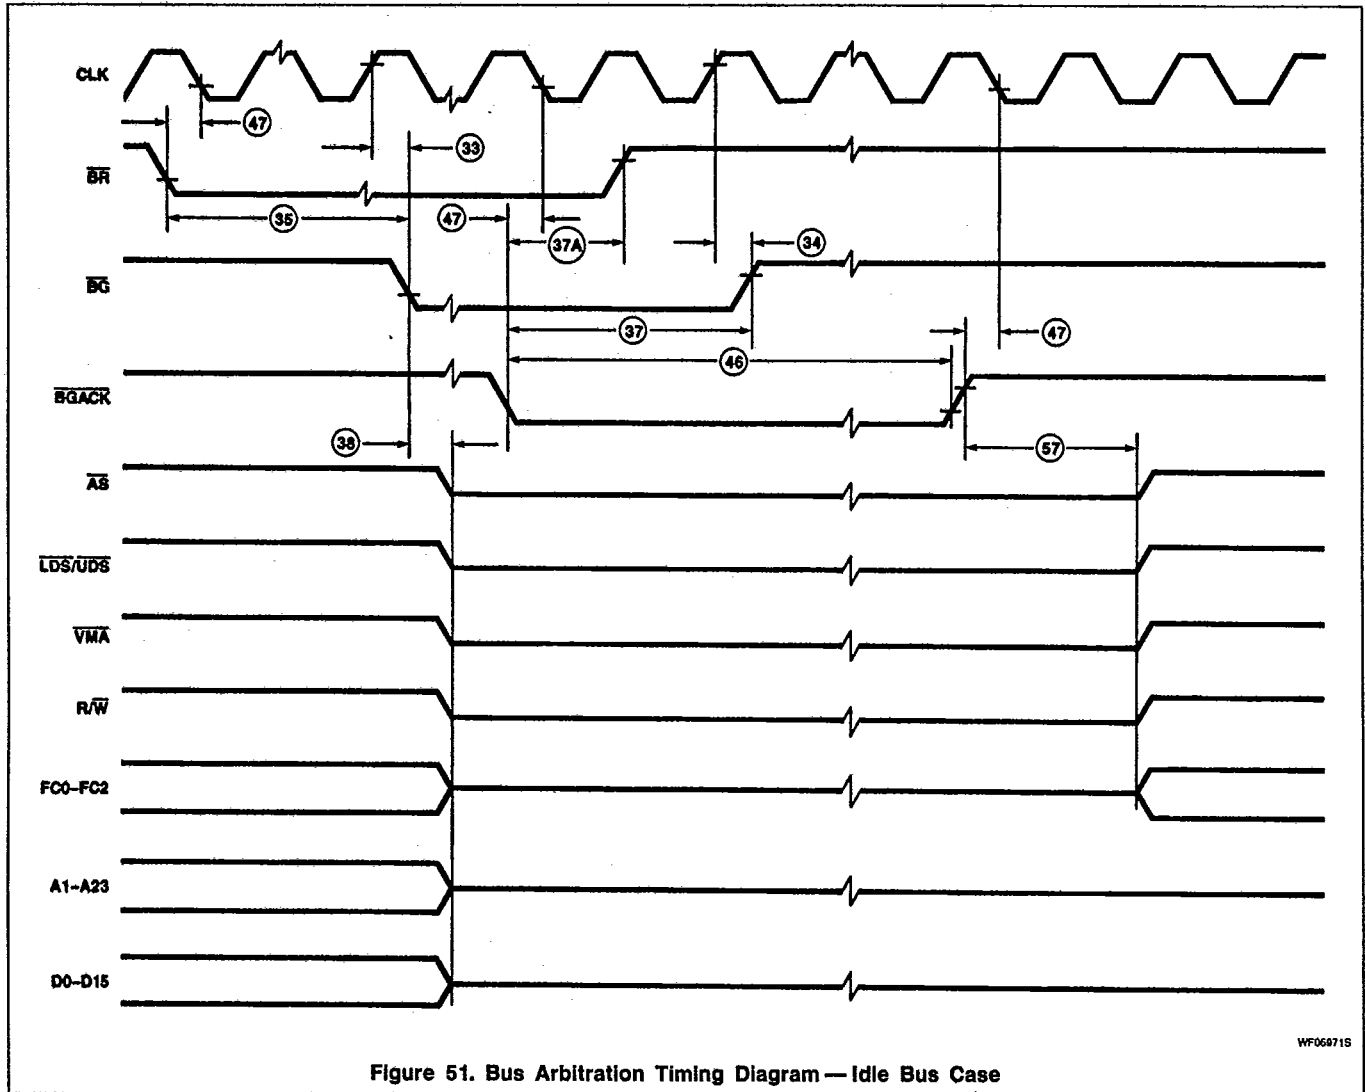 CLK
47
33
BR
35
47
37A
34
BG
37
47
46
BGACK
38
57
AS
LDS/UDS
VMA
R/W
FC0-FC2
A1-A23
D0-D15
WF06971S
Figure 51. Bus Arbitration Timing Diagram — Idle Bus Case